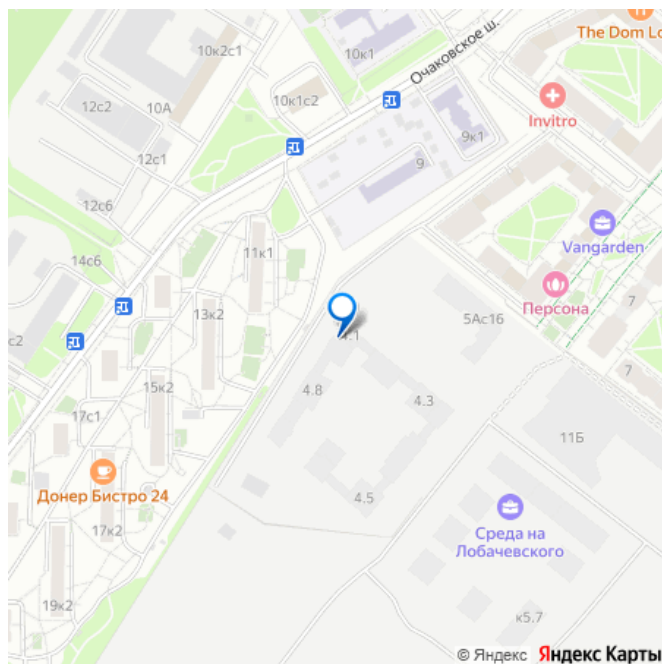 10к2с1
10к1
Очаковское ш.
The Dom Lo
12с2
10А
10к1с2
Invitro
9к1
12с1
9
12с6
Vangarden
11к1
14с6
Персона
7
5Ас16
13к2
с2
4.1
7
15к2
4.8
4.3
17с1
11Б
Донер Бистро 24
4.5
17к2
Среда на
Лобачевского
19к2
к5.7
© Яндекс Яндекс Карты